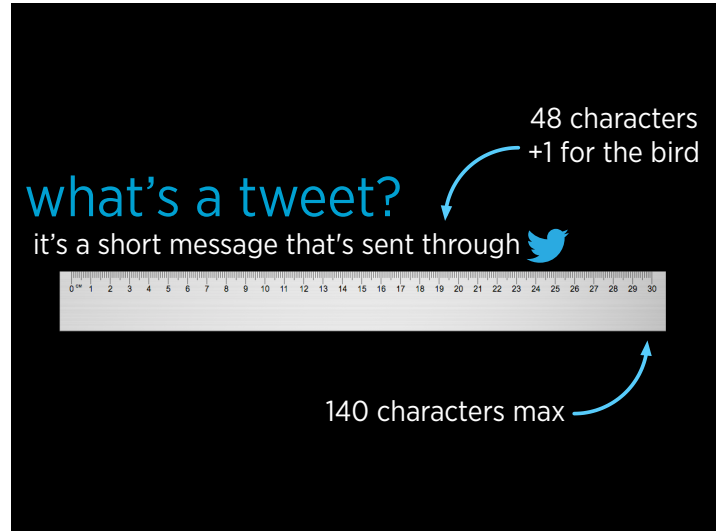 48 characters
+1 for the bird
what’s a tweet?
it’s a short message that's sent through
0 CM 1 2 3 4 5 6 7 8 9 10 11 12 13 14 15 16 17 18 19 20 21 22 23 24 25 26 27 28 29 30
140 characters max